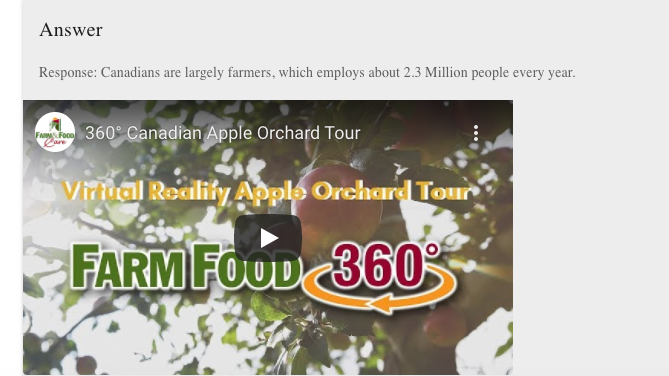 Answer
Response: Canadians are largely farmers, which employs about 2.3 Million people every year.
FARM & FOOD
Care
360° Canadian Apple Orchard Tour
Virtual Reality Apple Orchard Tour
FARM FOOD 360°